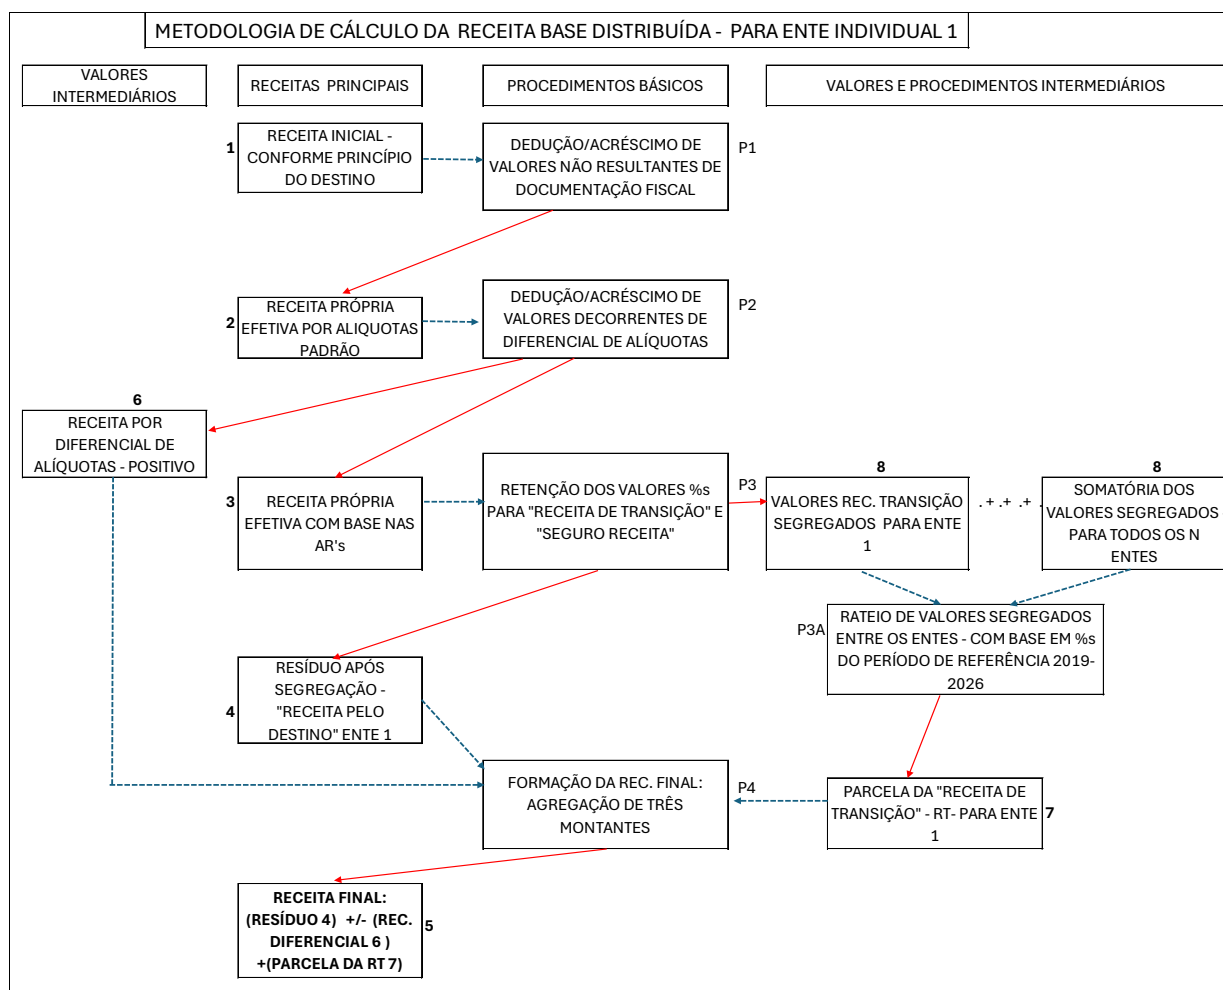 METODOLOGIA DE CÁLCULO DA RECEITA BASE DISTRIBUÍDA - PARA ENTE INDIVIDUAL 1
VALORES
INTERMEDIÁRIOS
RECEITAS PRINCIPAIS
PROCEDIMENTOS BÁSICOS
VALORES E PROCEDIMENTOS INTERMEDIÁRIOS
1
RECEITA INICIAL -
CONFORME PRINCÍPIO
DO DESTINO
DEDUÇÃO/ACRÉSCIMO DE
VALORES NÃO RESULTANTES DE
DOCUMENTAÇÃO FISCAL
P1
2
RECEITA PRÓPRIA
EFETIVA POR ALIQUOTAS
PADRÃO
DEDUÇÃO/ACRÉSCIMO DE
VALORES DECORRENTES DE
DIFERENCIAL DE ALÍQUOTAS
P2
6
RECEITA POR
DIFERENCIAL DE
ALÍQUOTAS - POSITIVO
3
RECEITA PRÓPRIA
EFETIVA COM BASE NAS
AR's
RETENÇÃO DOS VALORES %s
PARA "RECEITA DE TRANSIÇÃO" E
"SEGURO RECEITA"
P3
8
VALORES REC. TRANSIÇÃO
SEGREGADOS PARA ENTE
1
. + .+ .+ .
8
SOMATÓRIA DOS
VALORES SEGREGADOS
PARA TODOS OS N
ENTES
P3A
RATEIO DE VALORES SEGREGADOS
ENTRE OS ENTES - COM BASE EM %s
DO PERÍODO DE REFERÊNCIA 2019-
2026
4
RESÍDUO APÓS
SEGREGAÇÃO -
"RECEITA PELO
DESTINO" ENTE 1
FORMAÇÃO DA REC. FINAL:
AGREGAÇÃO DE TRÊS
MONTANTES
P4
PARCELA DA "RECEITA DE
TRANSIÇÃO" - RT- PARA ENTE
1
7
RECEITA FINAL:
(RESÍDUO 4) +/- (REC.
DIFERENCIAL 6 )
+(PARCELA DA RT 7)
5